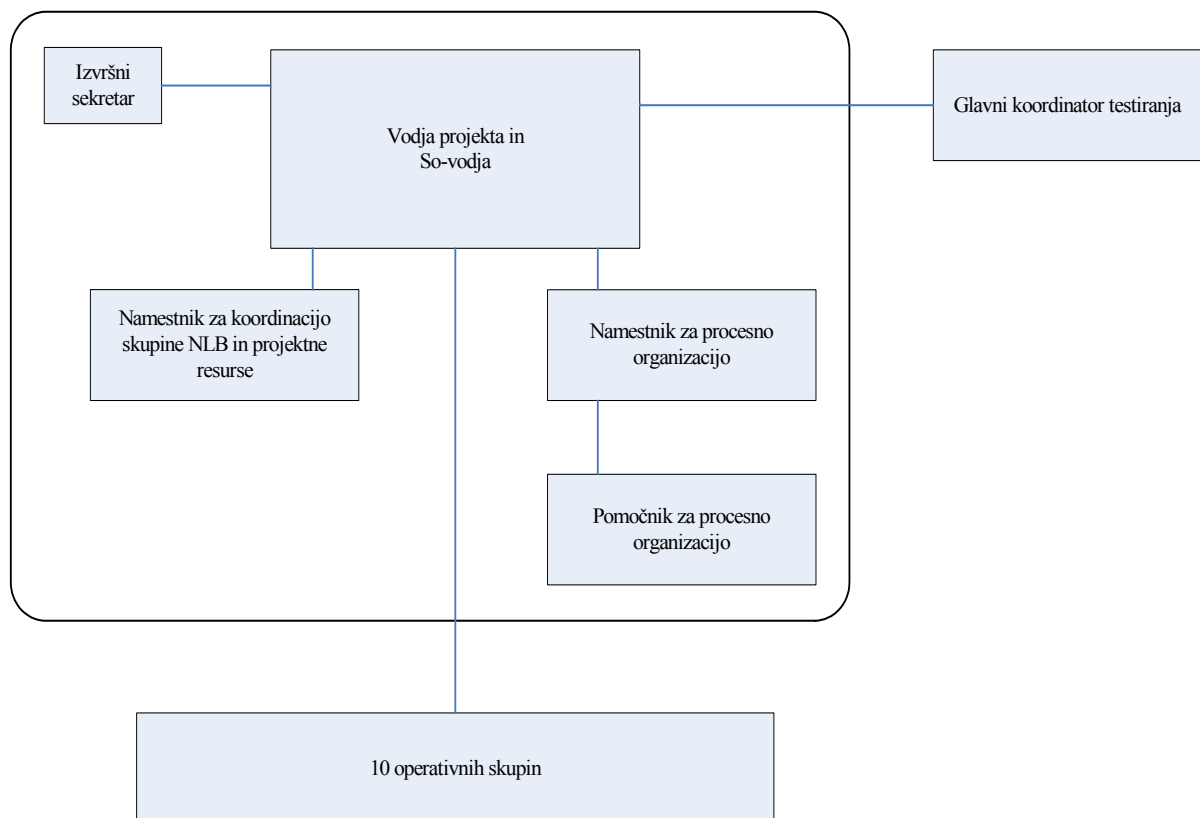 Izvršni
sekretar
Vodja projekta in
So-vodja
Glavni koordinator testiranja
Namestnik za koordinacijo
skupine NLB in projektne
resurse
Namestnik za procesno
organizacijo
Pomočnik za procesno
organizacijo
10 operativnih skupin